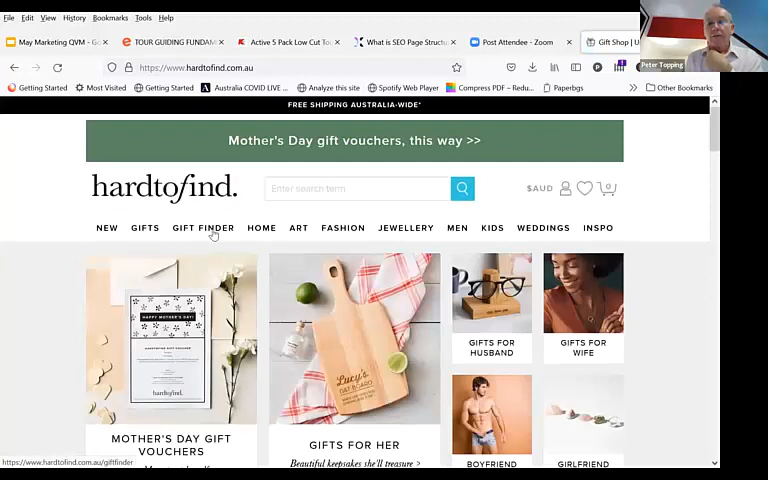 File Edit View History Bookmarks Tools Help
May Marketing QVM - Go
TOUR GUIDING FUNDAM
Active 5 Pack Low Cut Tou
What is SEO Page Structu
Post Attendee - Zoom
Gift Shop | U
https://www.hardtofind.com.au
Getting Started Most Visited Getting Started Australia COVID LIVE ... Analyze this site Spotify Web Player Compress PDF – Redu... Paperbgs Other Bookmarks
Peter Topping
FREE SHIPPING AUSTRALIA-WIDE*
Mother's Day gift vouchers, this way >>
hardtofind.
Enter search term
$AUD
0
NEW GIFTS GIFT FINDER HOME ART FASHION JEWELLERY MEN KIDS WEDDINGS INSPO
HAPPY MOTHER'S DAY!
hardtofind.
Lucy's
MOTHER'S DAY GIFT
VOUCHERS
GIFTS FOR HER
Beautiful keepsakes she'll treasure >
GIFTS FOR
HUSBAND
GIFTS FOR
WIFE
BOYFRIEND
GIRLFRIEND
https://www.hardtofind.com.au/giftfinder